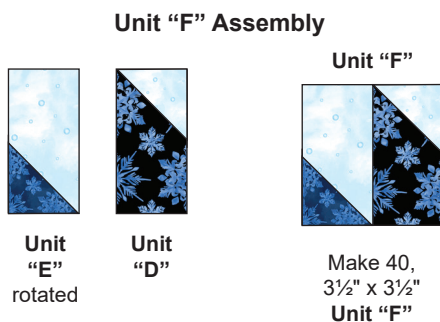 Unit “F” Assembly
Unit
“E”
rotated
Unit
“D”
Unit “F”
Make 40,
3½" x 3½"
Unit “F”